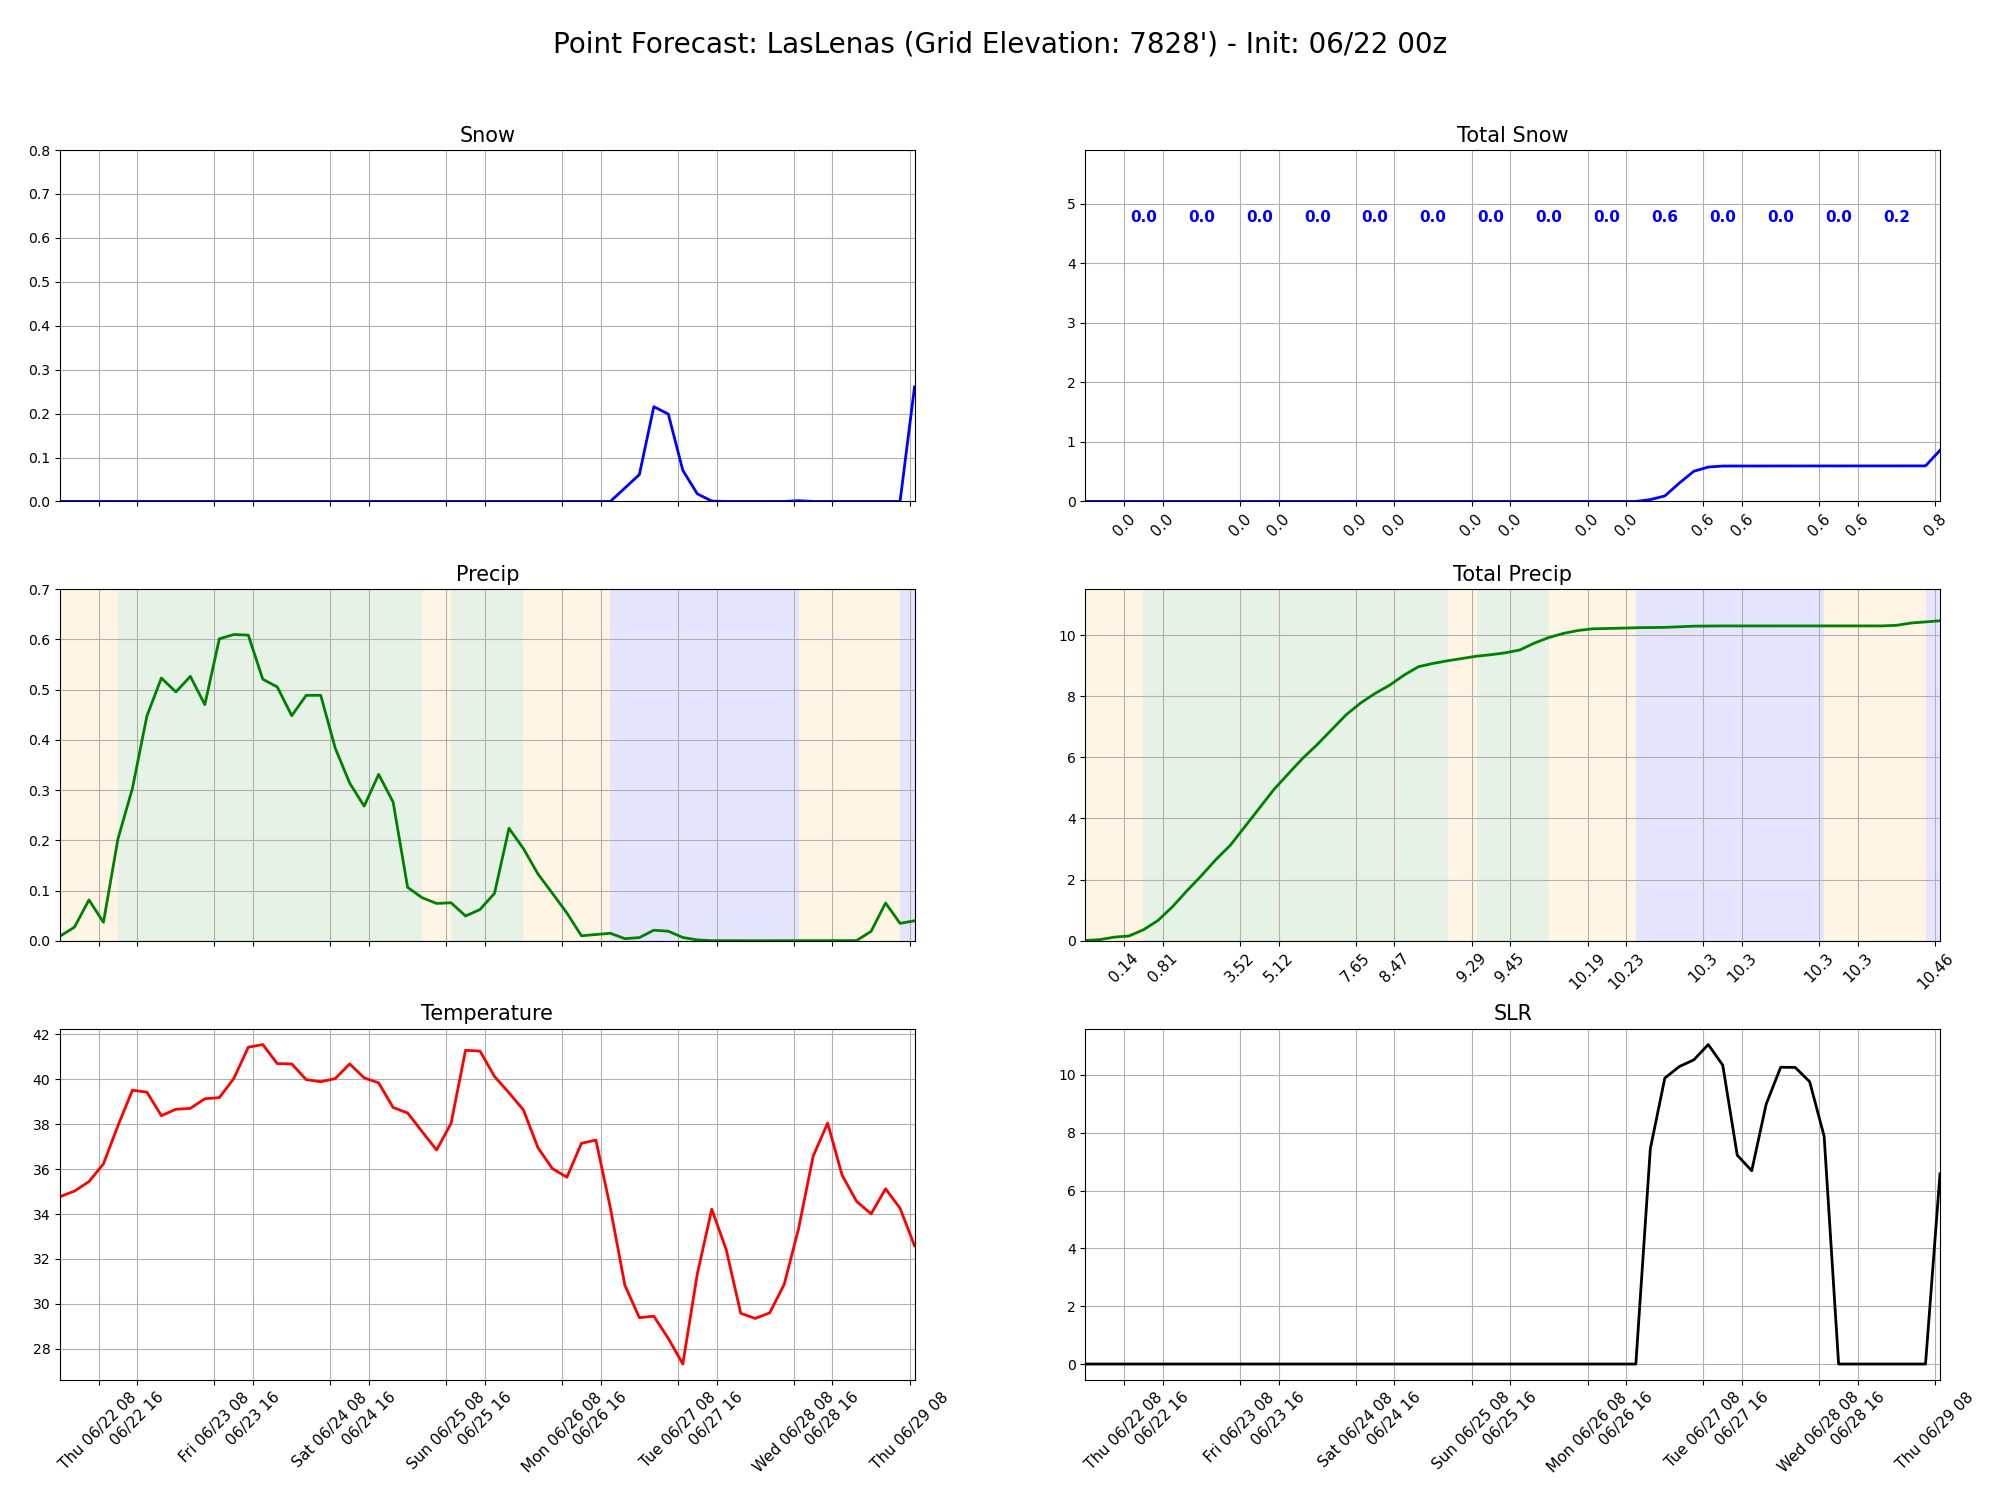 Point Forecast: LasLenas (Grid Elevation: 7828') - Init: 06/22 00z
Snow
0.8
0.7
0.6
0.5
0.4
0.3
0.2
0.1
0.0
Total Snow
5
4
3
2
1
0
0.0 0.0 0.0 0.0 0.0 0.0 0.0 0.0 0.0 0.6 0.0 0.0 0.0 0.2
0.0 0.0 0.0 0.0 0.0 0.0 0.0 0.0 0.0 0.0 0.6 0.6 0.6 0.6 0.8
Precip
0.7
0.6
0.5
0.4
0.3
0.2
0.1
0.0
Total Precip
10
8
6
4
2
0
0.14 0.81 3.52 5.12 7.65 8.47 9.29 9.45 10.19 10.23 10.3 10.3 10.3 10.3 10.46
Temperature
42
40
38
36
34
32
30
28
Thu 06/22 08
06/22 16
Fri 06/23 08
06/23 16
Sat 06/24 08
06/24 16
Sun 06/25 08
06/25 16
Mon 06/26 08
06/26 16
Tue 06/27 08
06/27 16
Wed 06/28 08
06/28 16
Thu 06/29 08
SLR
10
8
6
4
2
0
Thu 06/22 08
06/22 16
Fri 06/23 08
06/23 16
Sat 06/24 08
06/24 16
Sun 06/25 08
06/25 16
Mon 06/26 08
06/26 16
Tue 06/27 08
06/27 16
Wed 06/28 08
06/28 16
Thu 06/29 08